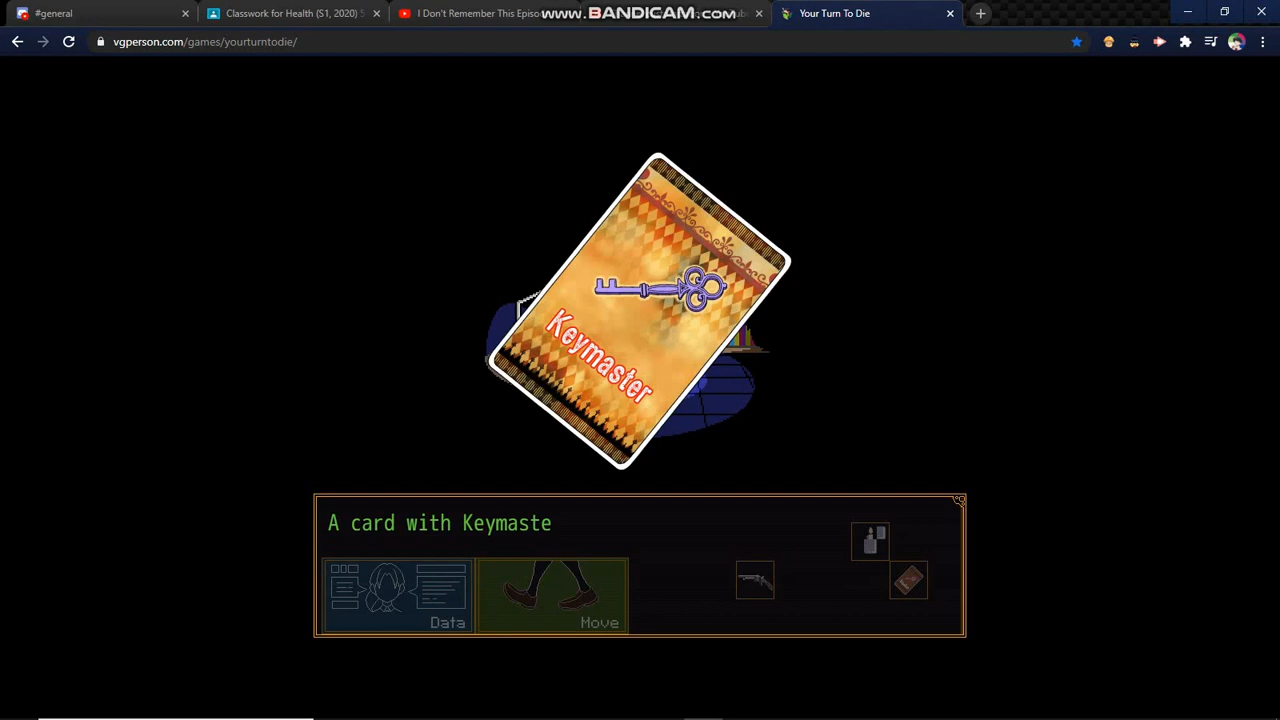 #general
Classwork for Health (S1, 2020)
I Don't Remember This Episo
www.BANDICAM.com
Your Turn To Die
vgperson.com/games/yourturntodie/
Keymaster
A card with Keymaste
Data
Move